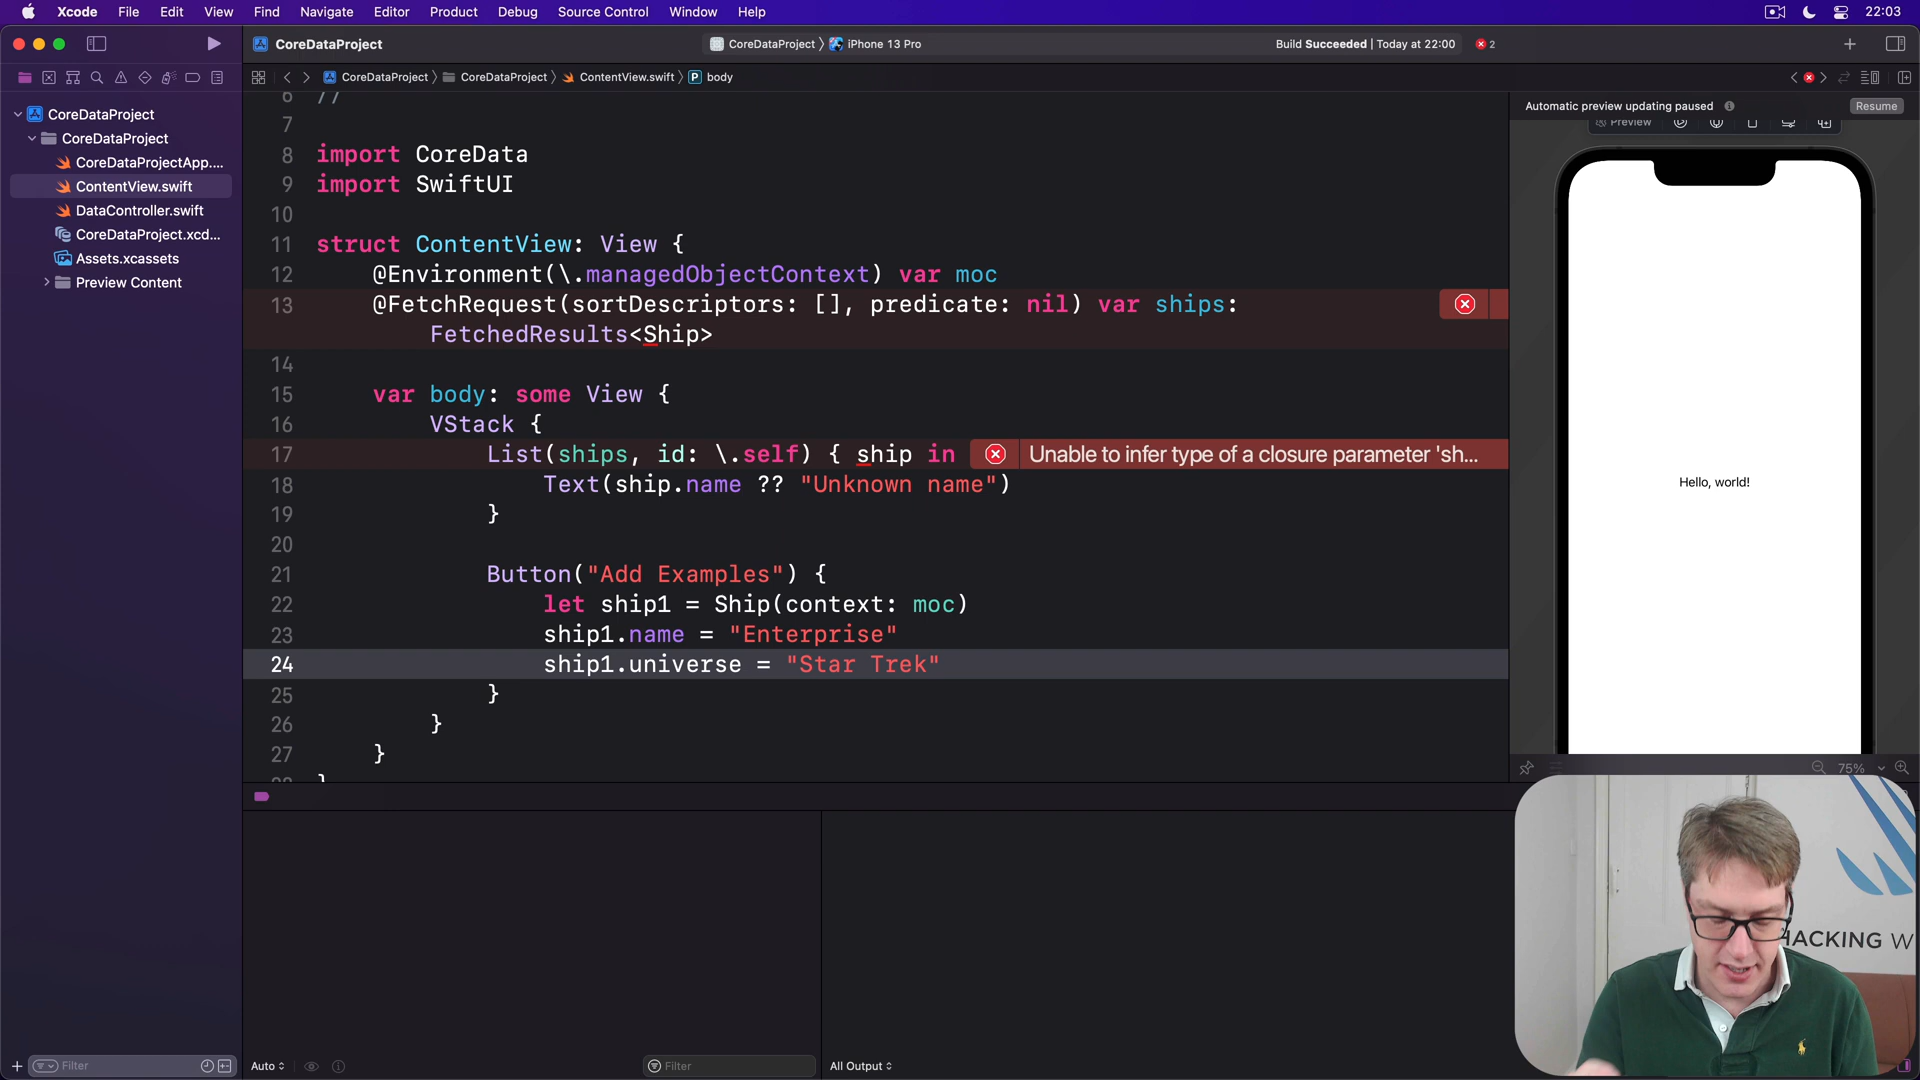 Xcode File Edit View Find Navigate Editor Product Debug Source Control Window Help 22:03
CoreDataProject
CoreDataProject iPhone 13 Pro
Build Succeeded | Today at 22:00
2
CoreDataProject
CoreDataProject
CoreDataProjectApp....
ContentView.swift
DataController.swift
CoreDataProject.xcd...
Assets.xcassets
Preview Content
Filter
CoreDataProject CoreDataProject ContentView.swift P body
6 //
7
8 import CoreData
9 import SwiftUI
10
11 struct ContentView: View {
12 @Environment(\.managedObjectContext) var moc
13 @FetchRequest(sortDescriptors: [], predicate: nil) var ships:
FetchedResults<Ship>
14
15 var body: some View {
16 VStack {
17 List(ships, id: \.self) { ship in Unable to infer type of a closure parameter 'sh...
18 Text(ship.name ?? "Unknown name")
19 }
20
21 Button("Add Examples") {
22 let ship1 = Ship(context: moc)
23 ship1.name = "Enterprise"
24 ship1.universe = "Star Trek"
25 }
26 }
27 }
Auto
Filter
All Output
Automatic preview updating paused Resume
Preview
Hello, world!
75%
HACKING W